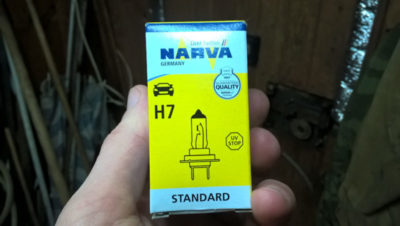 NARVA
GERMANY
QUALITY
H7
UV
STOP
STANDARD